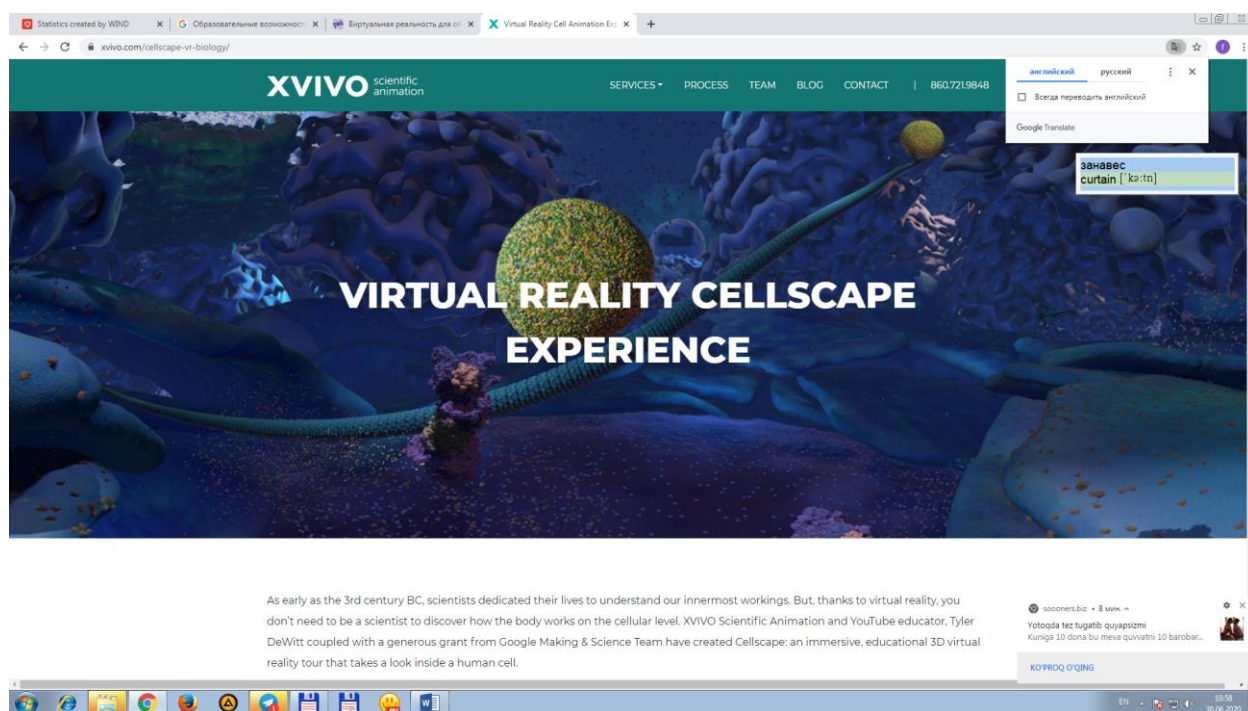 Statistics created by WIND
Образовательные возможност
Виртуальная реальность для об
Virtual Reality Cell Animation Exp
xvivo.com/cellscape-vr-biology/
XVIVO scientific animation
SERVICES
PROCESS
TEAM
BLOG
CONTACT
|
860.721.9848
английский русский
Всегда переводить английский
Google Translate
занавес
curtain [ˈkə:tn]
VIRTUAL REALITY CELLSCAPE
EXPERIENCE
As early as the 3rd century BC, scientists dedicated their lives to understand our innermost workings. But, thanks to virtual reality, you
don't need to be a scientist to discover how the body works on the cellular level. XVIVO Scientific Animation and YouTube educator, Tyler
DeWitt coupled with a generous grant from Google Making & Science Team have created Cellscape: an immersive, educational 3D virtual
reality tour that takes a look inside a human cell.
soooners.biz • 8 мин.
Yotoqda tez tugatib quyapsizmi
Kuniga 10 dona bu meva quvvatni 10 barobar...
KO'PROQ O'QING
EN
10:58
30.06.2020